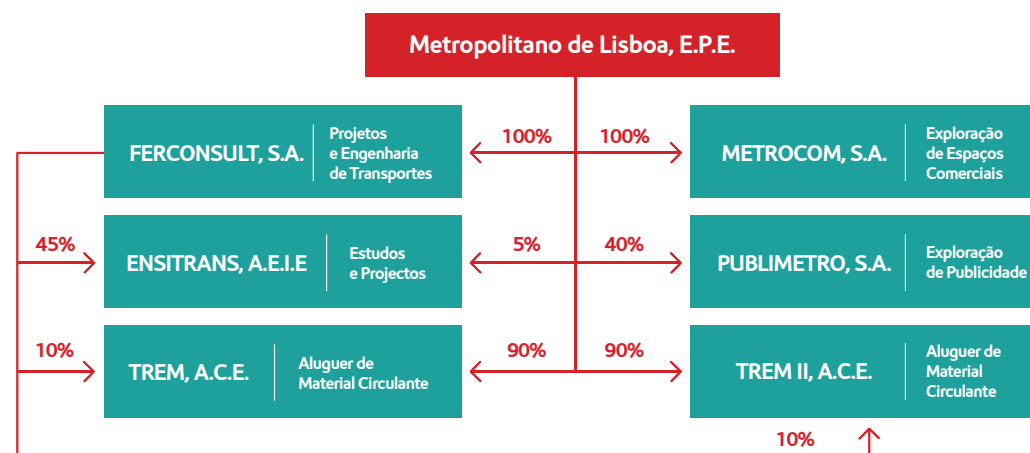 Metropolitano de Lisboa, E.P.E.
FERCONSULT, S.A.
Projetos
e Engenharia
de Transportes
100%
100%
METROCOM, S.A.
Exploração
de Espaços
Comerciais
45%
ENSITRANS, A.E.I.E
Estudos
e Projectos
5%
40%
PUBLIMETRO, S.A.
Exploração
de Publicidade
10%
TREM, A.C.E.
Aluguer de
Material Circulante
90%
90%
TREM II, A.C.E.
Aluguer de
Material
Circulante
10%